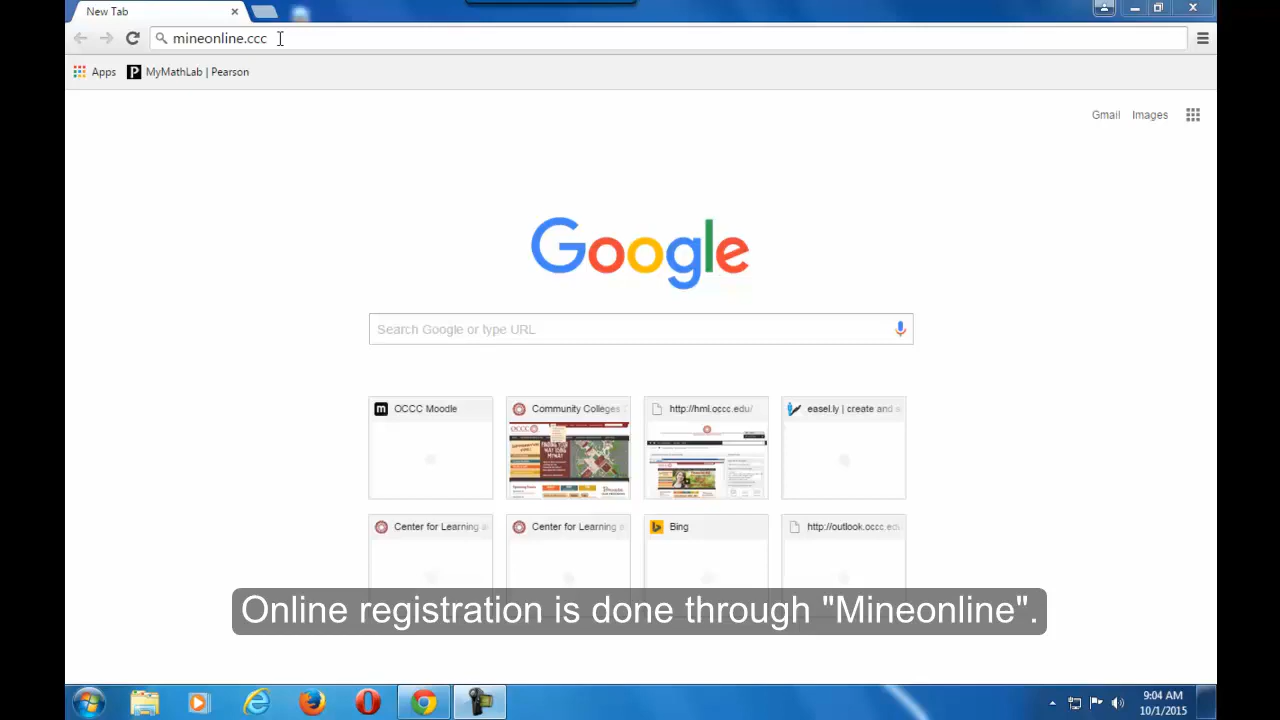 New Tab
mineonline.ccc
Apps MyMathLab | Pearson
Gmail Images
Google
Search Google or type URL
OCCC Moodle Community Colleges http://hml.occc.edu/ easel.ly | create and s
Center for Learning a Center for Learning a Bing http://outlook.occc.ed
Online registration is done through "Mineonline".
9:04 AM
10/1/2015